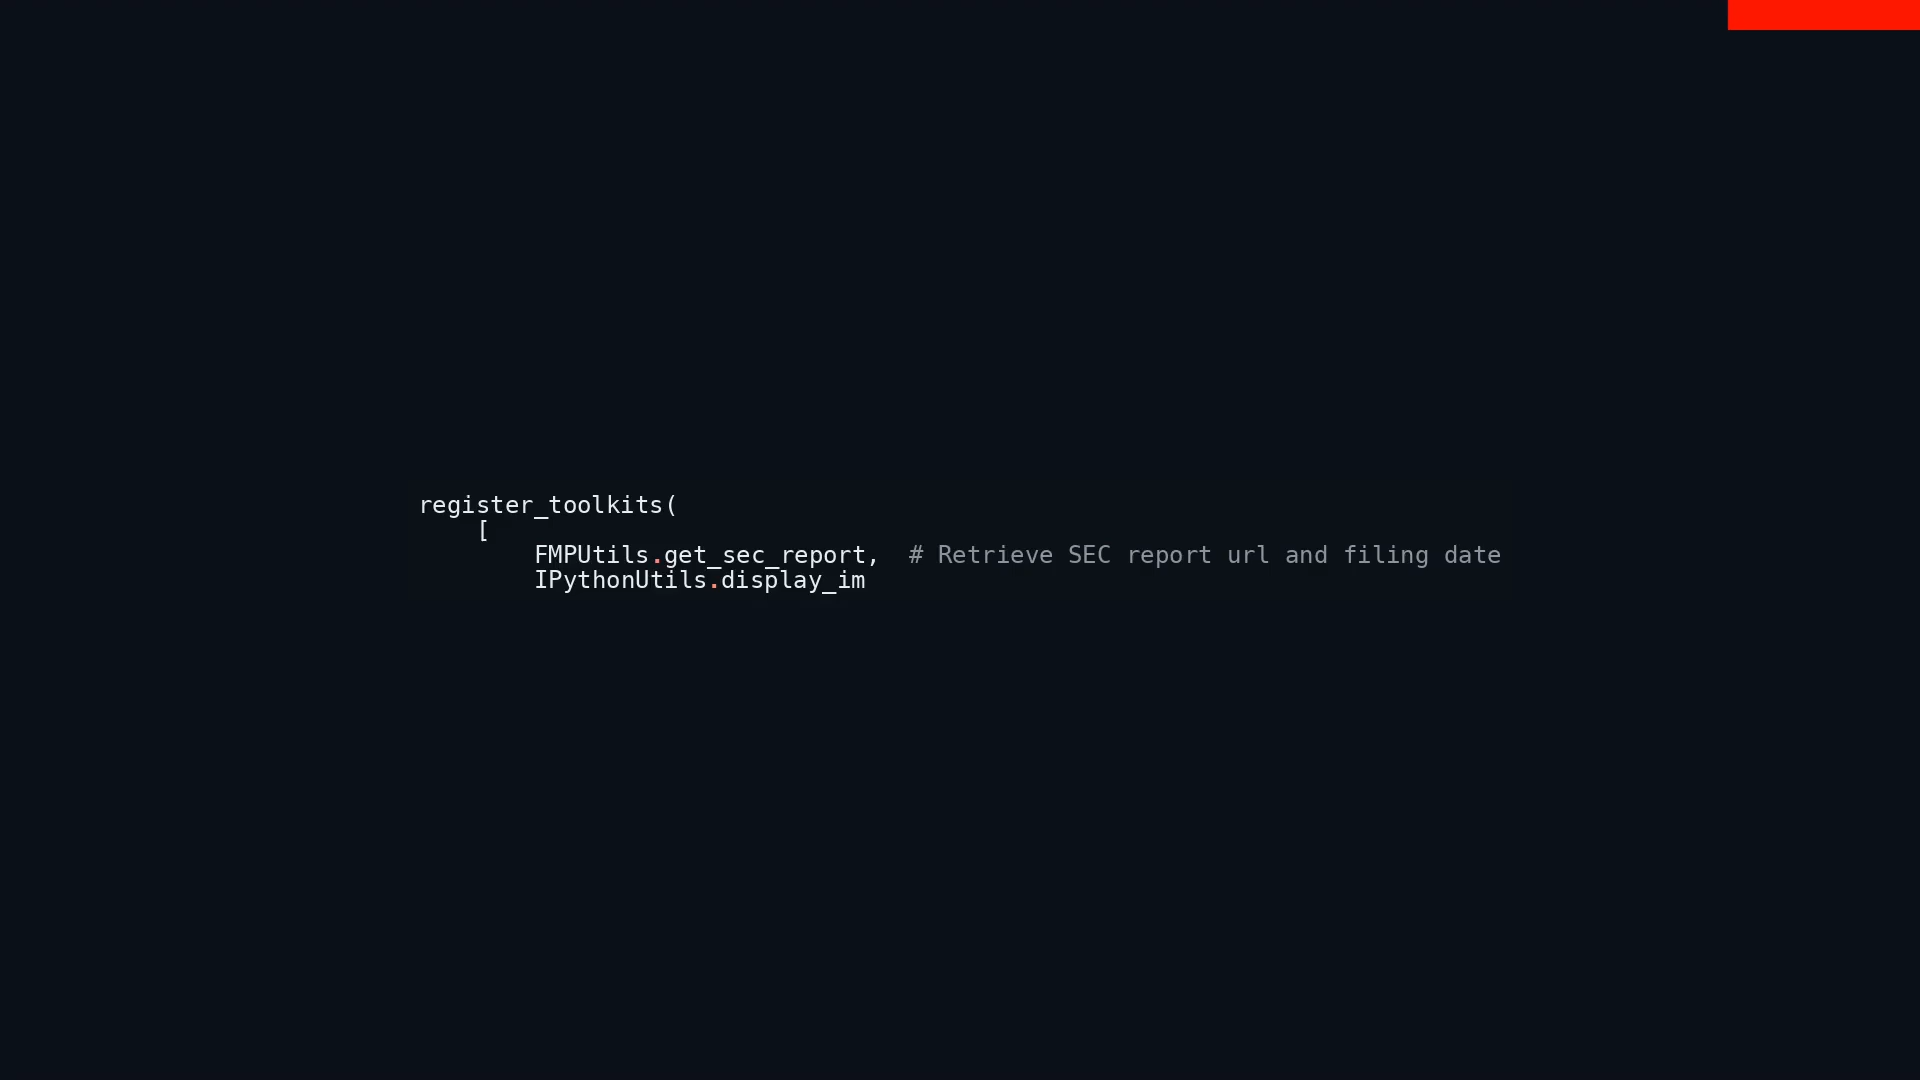 register_toolkits(
    [
        FMPUtils.get_sec_report,  # Retrieve SEC report url and filing date
        IPythonUtils.display_im